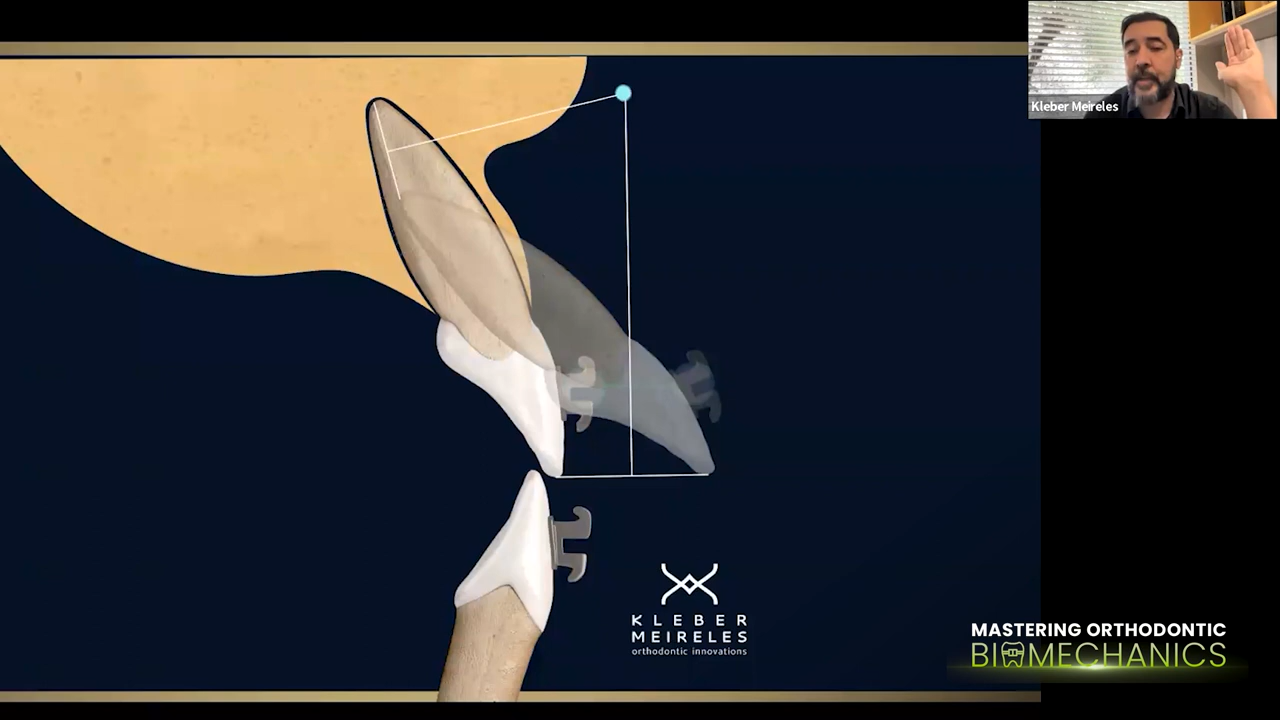 Kleber Meireles
KLEBER
MEIRELES
orthodontic innovations
MASTERING ORTHODONTIC
BIOMECHANICS